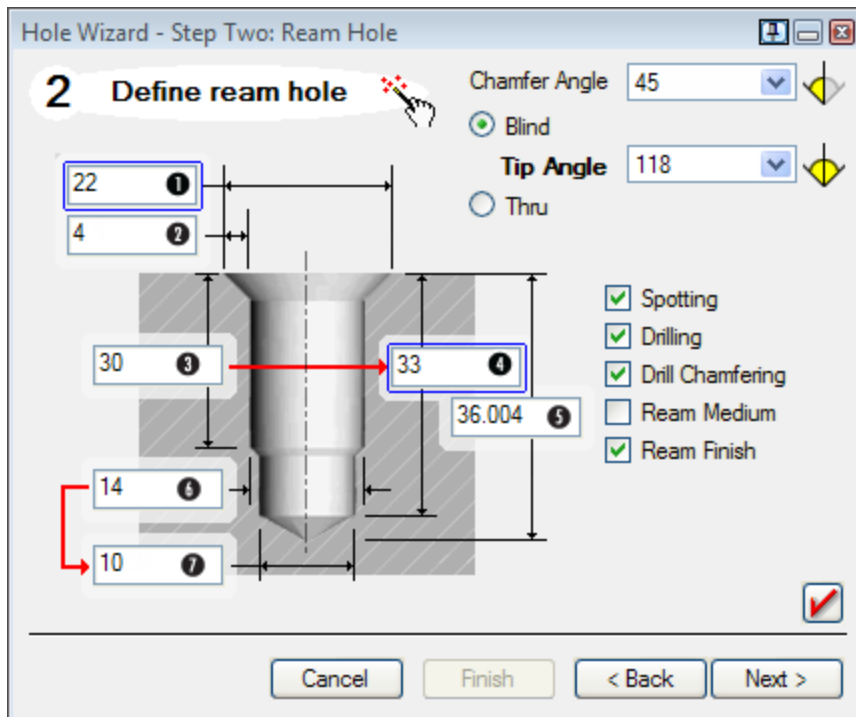 Hole Wizard - Step Two: Ream Hole
2 Define ream hole
Chamfer Angle 45
Blind
Tip Angle 118
Thru
22 1
4 2
30 3
33 4
36.004 5
14 6
10 7
Spotting
Drilling
Drill Chamfering
Ream Medium
Ream Finish
Cancel Finish < Back Next >